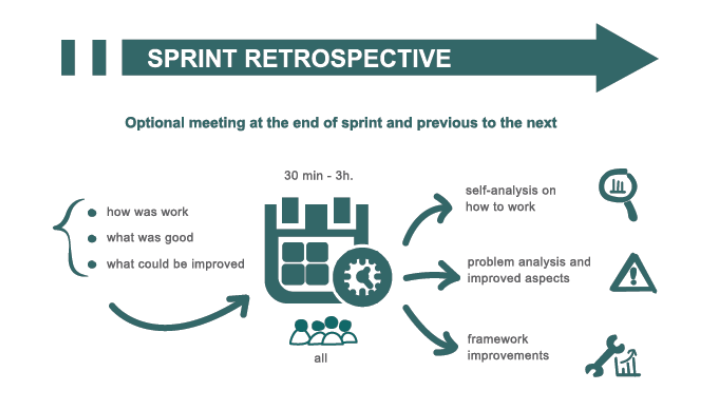 SPRINT RETROSPECTIVE
Optional meeting at the end of sprint and previous to the next
how was work
what was good
what could be improved
30 min - 3h.
all
self-analysis on
how to work
problem analysis and
improved aspects
framework
improvements